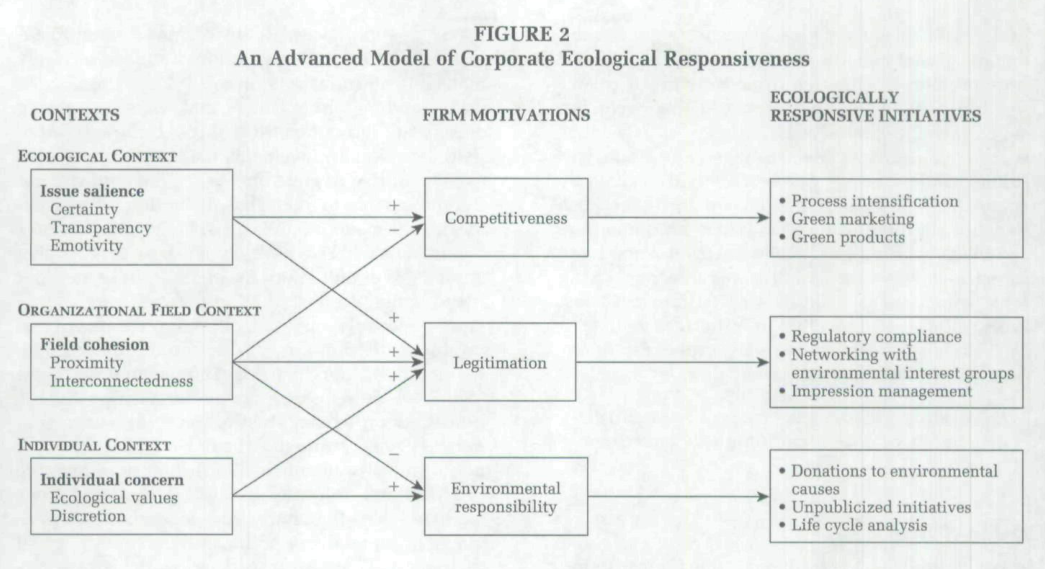 FIGURE 2
An Advanced Model of Corporate Ecological Responsiveness
CONTEXTS
FIRM MOTIVATIONS
ECOLOGICALLY
RESPONSIVE INITIATIVES
ECOLOGICAL CONTEXT
Issue salience
Certainty
Transparency
Emotivity
+
−
Competitiveness
• Process intensification
• Green marketing
• Green products
ORGANIZATIONAL FIELD CONTEXT
Field cohesion
Proximity
Interconnectedness
+
+
+
Legitimation
• Regulatory compliance
• Networking with
environmental interest groups
• Impression management
INDIVIDUAL CONTEXT
Individual concern
Ecological values
Discretion
−
+
Environmental
responsibility
• Donations to environmental
causes
• Unpublicized initiatives
• Life cycle analysis